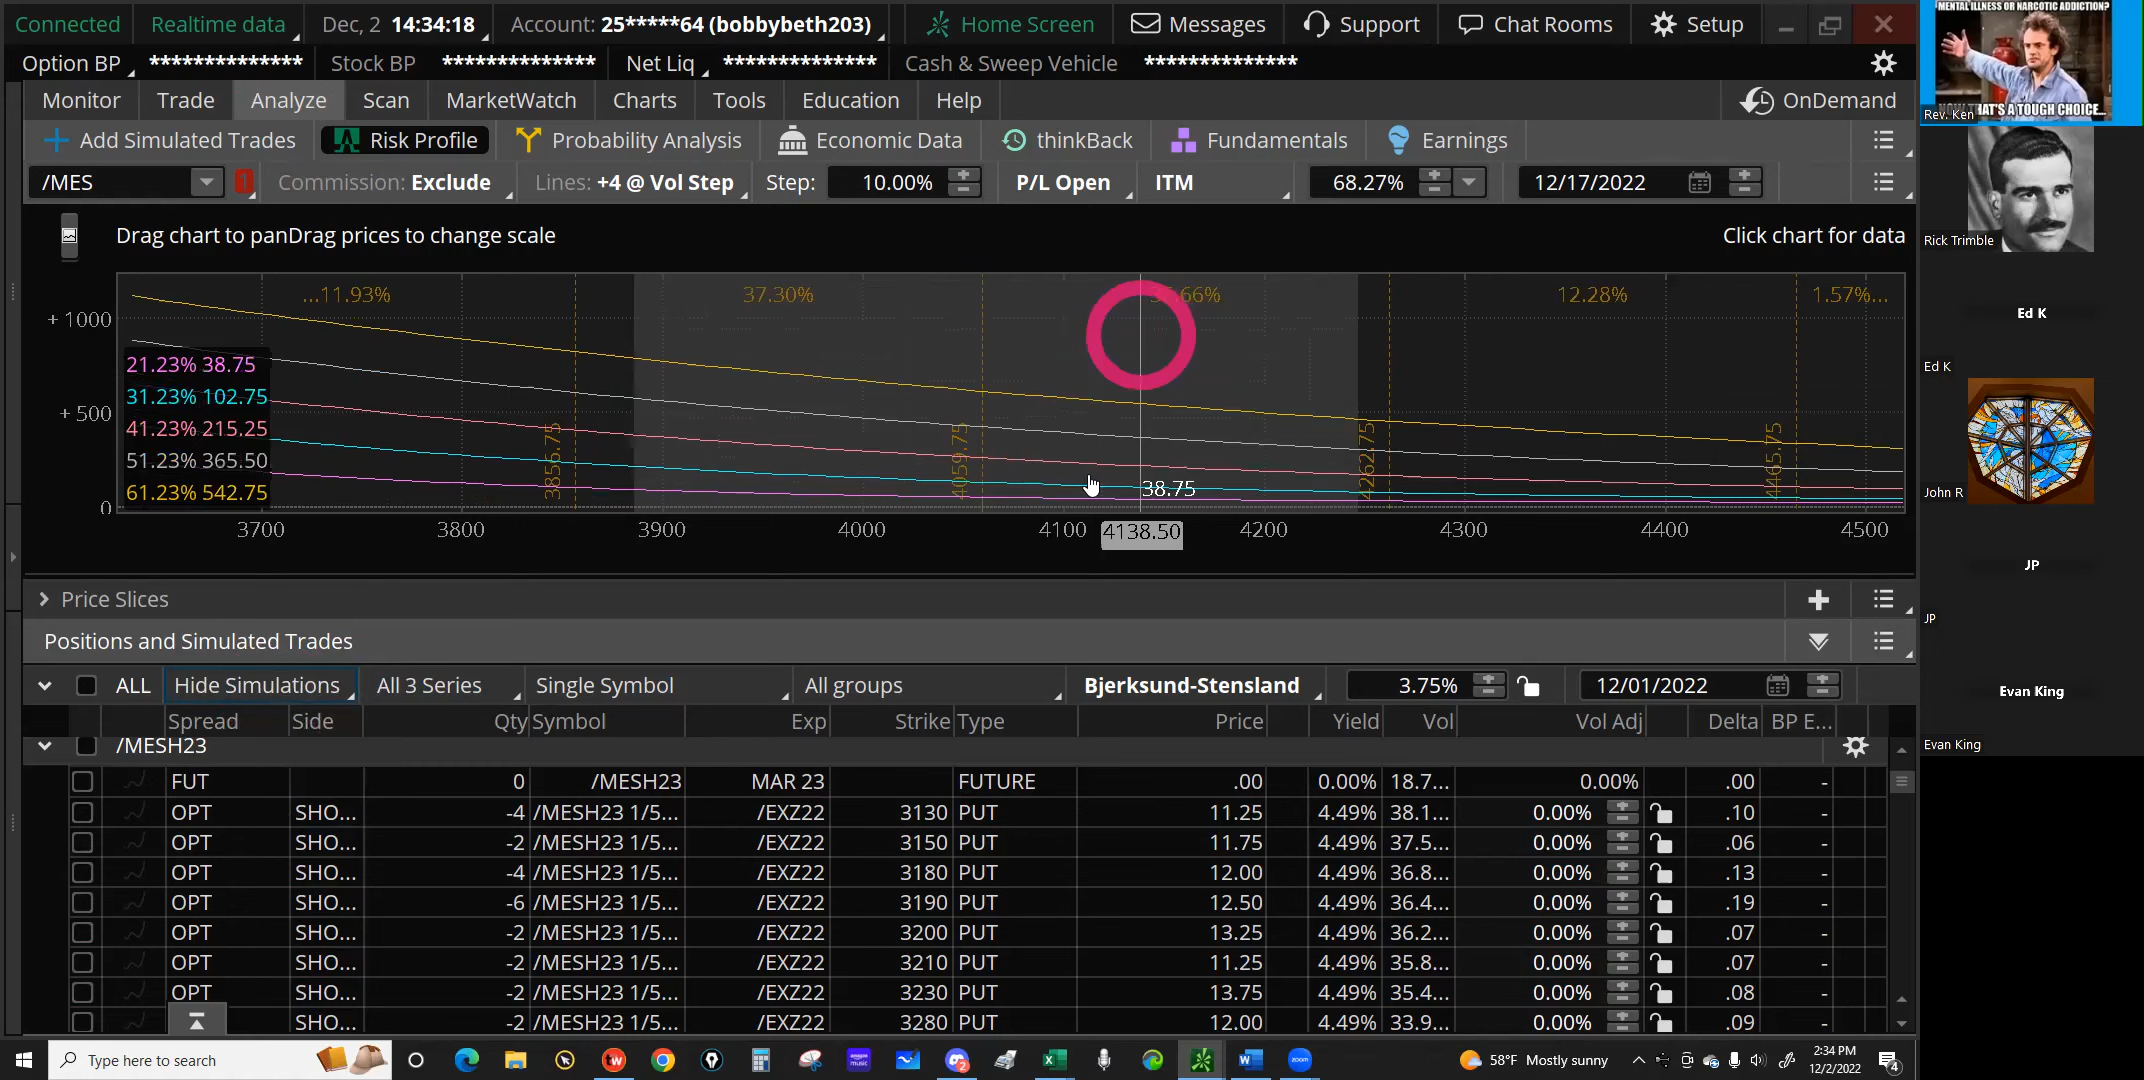 Connected Realtime data Dec, 2 14:34:18 Account: 25*****64 (bobbybeth203) Home Screen Messages Support Chat Rooms Setup
Option BP ************** Stock BP ************** Net Liq ************** Cash & Sweep Vehicle **************
Monitor Trade Analyze Scan MarketWatch Charts Tools Education Help OnDemand
Add Simulated Trades Risk Profile Probability Analysis Economic Data thinkBack Fundamentals Earnings
/MES 1 Commission: Exclude Lines: +4 @ Vol Step Step: 10.00% P/L Open ITM 68.27% 12/17/2022
Drag chart to panDrag prices to change scale Click chart for data
...11.93% 37.30% 12.28% 1.57%...
+ 1000
+ 500
0
21.23% 38.75
31.23% 102.75
41.23% 215.25
51.23% 365.50
61.23% 542.75
4059.75 4262.75 4465.75
38.75
3700 3800 3900 4000 4100 4138.50 4200 4300 4400 4500
Price Slices
Positions and Simulated Trades
ALL Hide Simulations All 3 Series Single Symbol All groups Bjerksund-Stensland 3.75% 12/01/2022
Spread Side Qty Symbol Exp Strike Type Price Yield Vol Vol Adj Delta BP E...
/MESH23
FUT 0 /MESH23 MAR 23 FUTURE .00 0.00% 18.7... 0.00% .00 -
OPT SHO... -4 /MESH23 1/5... /EXZ22 3130 PUT 11.25 4.49% 38.1... 0.00% .10 -
OPT SHO... -2 /MESH23 1/5... /EXZ22 3150 PUT 11.75 4.49% 37.5... 0.00% .06 -
OPT SHO... -4 /MESH23 1/5... /EXZ22 3180 PUT 12.00 4.49% 36.8... 0.00% .13 -
OPT SHO... -6 /MESH23 1/5... /EXZ22 3190 PUT 12.50 4.49% 36.4... 0.00% .19 -
OPT SHO... -2 /MESH23 1/5... /EXZ22 3200 PUT 13.25 4.49% 36.2... 0.00% .07 -
OPT SHO... -2 /MESH23 1/5... /EXZ22 3210 PUT 11.25 4.49% 35.8... 0.00% .07 -
OPT SHO... -2 /MESH23 1/5... /EXZ22 3230 PUT 13.75 4.49% 35.4... 0.00% .08 -
SHO... -2 /MESH23 1/5... /EXZ22 3280 PUT 12.00 4.49% 33.9... 0.00% .09 -
Type here to search
58°F Mostly sunny
2:34 PM
12/2/2022
4
MENTAL ILLNESS OR NARCOTIC ADDICTION?
NOW THAT'S A TOUGH CHOICE...
Rev. Ken
Rick Trimble
Ed K
Ed K
John R
JP
JP
Evan King
Evan King